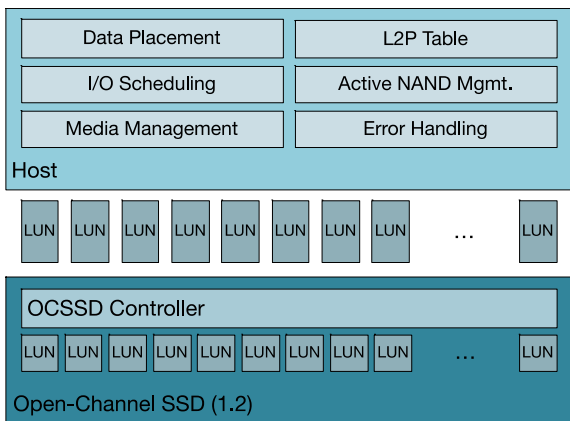 Data Placement
L2P Table
I/O Scheduling
Active NAND Mgmt.
Media Management
Error Handling
Host
LUN LUN LUN LUN LUN LUN LUN LUN ... LUN
OCSSD Controller
LUN LUN LUN LUN LUN LUN LUN LUN LUN ... LUN
Open-Channel SSD (1.2)